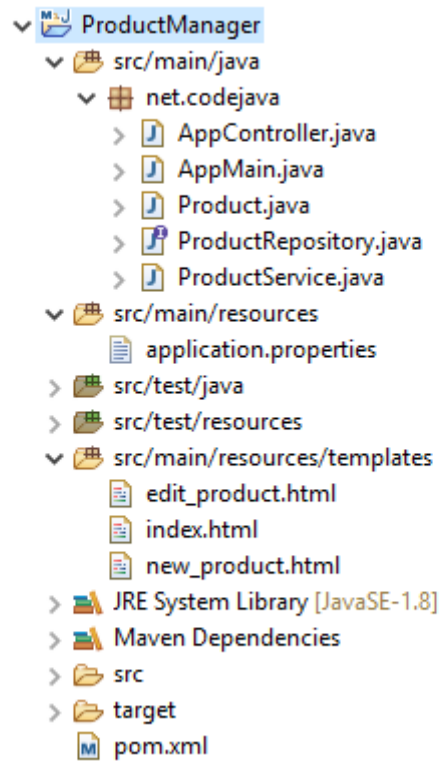 ProductManager
src/main/java
net.codejava
AppController.java
AppMain.java
Product.java
ProductRepository.java
ProductService.java
src/main/resources
application.properties
src/test/java
src/test/resources
src/main/resources/templates
edit_product.html
index.html
new_product.html
JRE System Library [JavaSE-1.8]
Maven Dependencies
src
target
pom.xml